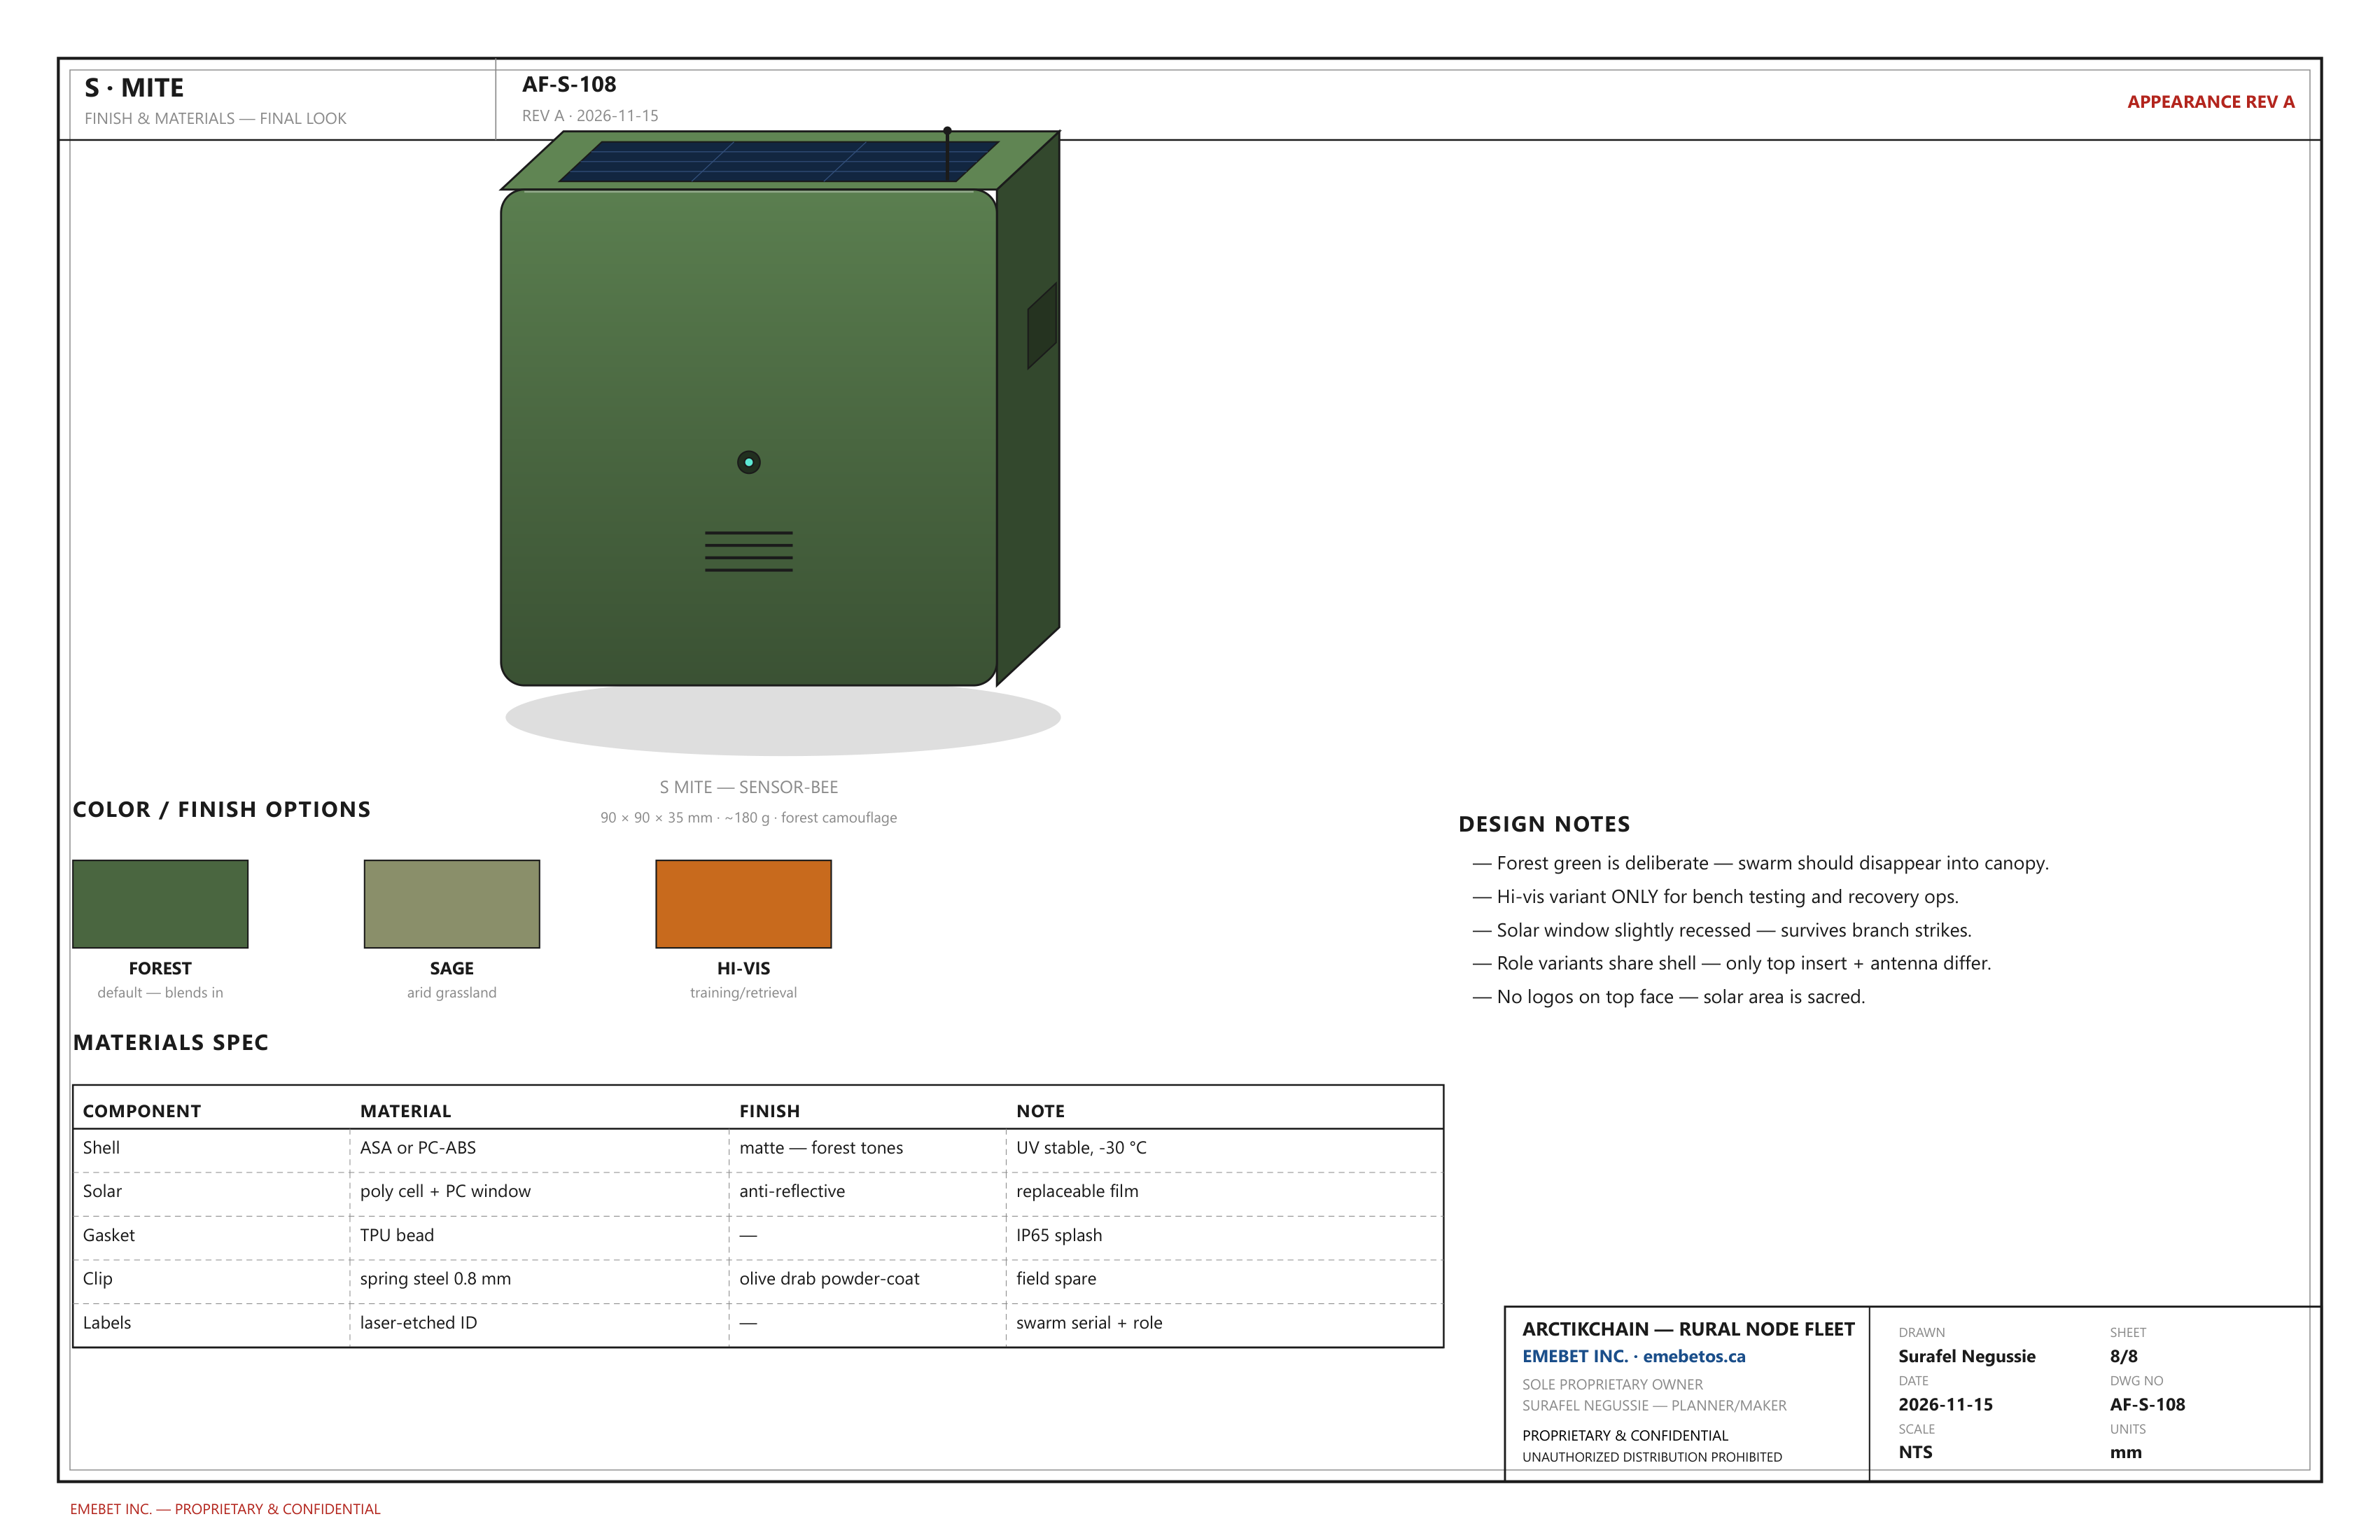 S · MITE
FINISH & MATERIALS — FINAL LOOK
AF-S-108
REV A · 2026-11-15
APPEARANCE REV A
S MITE — SENSOR-BEE
90 × 90 × 35 mm · ~180 g · forest camouflage
COLOR / FINISH OPTIONS
FOREST
default — blends in
SAGE
arid grassland
HI-VIS
training/retrieval
DESIGN NOTES
— Forest green is deliberate — swarm should disappear into canopy.
— Hi-vis variant ONLY for bench testing and recovery ops.
— Solar window slightly recessed — survives branch strikes.
— Role variants share shell — only top insert + antenna differ.
— No logos on top face — solar area is sacred.
MATERIALS SPEC
COMPONENT MATERIAL FINISH NOTE
Shell ASA or PC-ABS matte — forest tones UV stable, -30 °C
Solar poly cell + PC window anti-reflective replaceable film
Gasket TPU bead — IP65 splash
Clip spring steel 0.8 mm olive drab powder-coat field spare
Labels laser-etched ID — swarm serial + role
ARCTIKCHAIN — RURAL NODE FLEET
EMEBET INC. · emebetos.ca
SOLE PROPRIETARY OWNER
SURAFEL NEGUSSIE — PLANNER/MAKER
PROPRIETARY & CONFIDENTIAL
UNAUTHORIZED DISTRIBUTION PROHIBITED
DRAWN SHEET
Surafel Negussie 8/8
DATE DWG NO
2026-11-15 AF-S-108
SCALE UNITS
NTS mm
EMEBET INC. — PROPRIETARY & CONFIDENTIAL